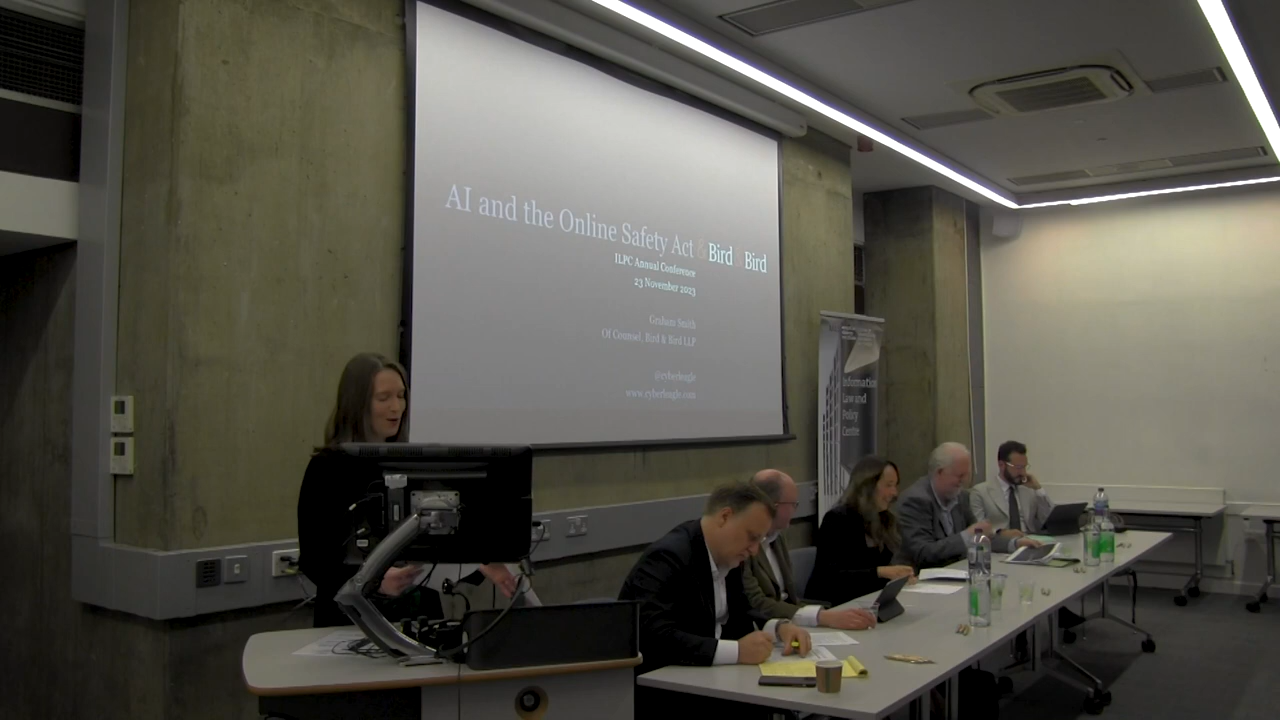 AI and the Online Safety Act & Bird & Bird
ILPC Annual Conference
23 November 2023
Graham Smith
Of Counsel, Bird & Bird LLP
@cyberleagle
www.cyberleagle.com
Information
Law and
Policy
Centre